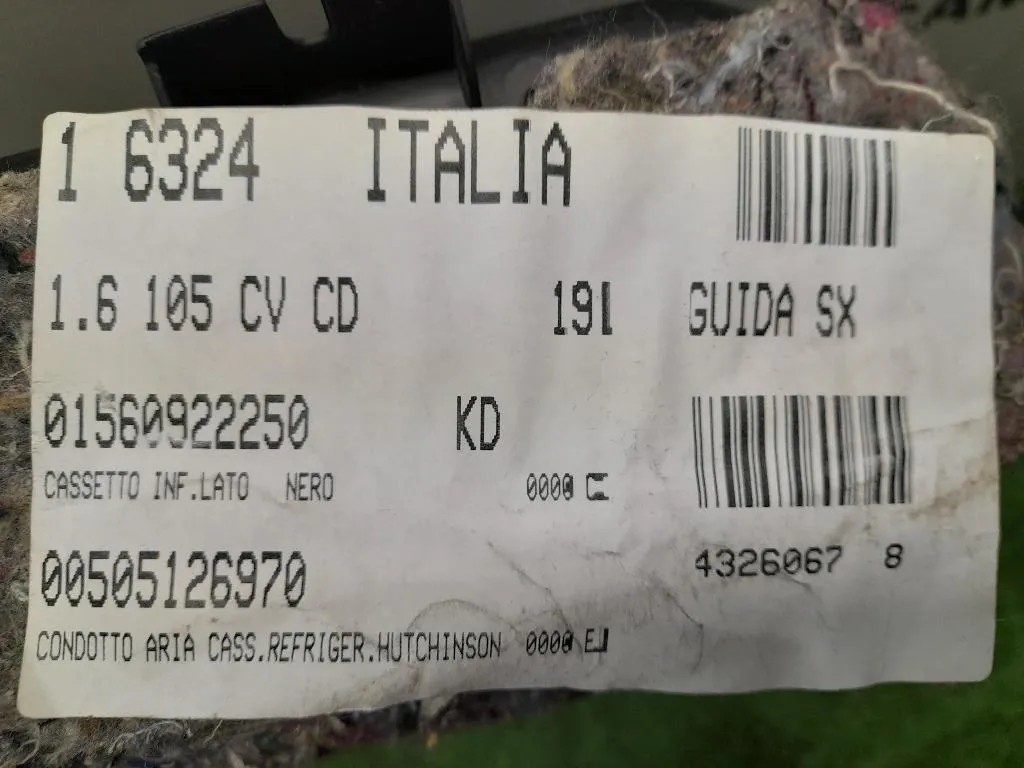 1 6324 ITALIA
1.6 105 CV CD 191 GUIDA SX
01560922250 KD
CASSETTO INF.LATO NERO 0000
00505126970
4326067 8
CONDOTTO ARIA CASS.REFRIGER.HUTCHINSON 0000